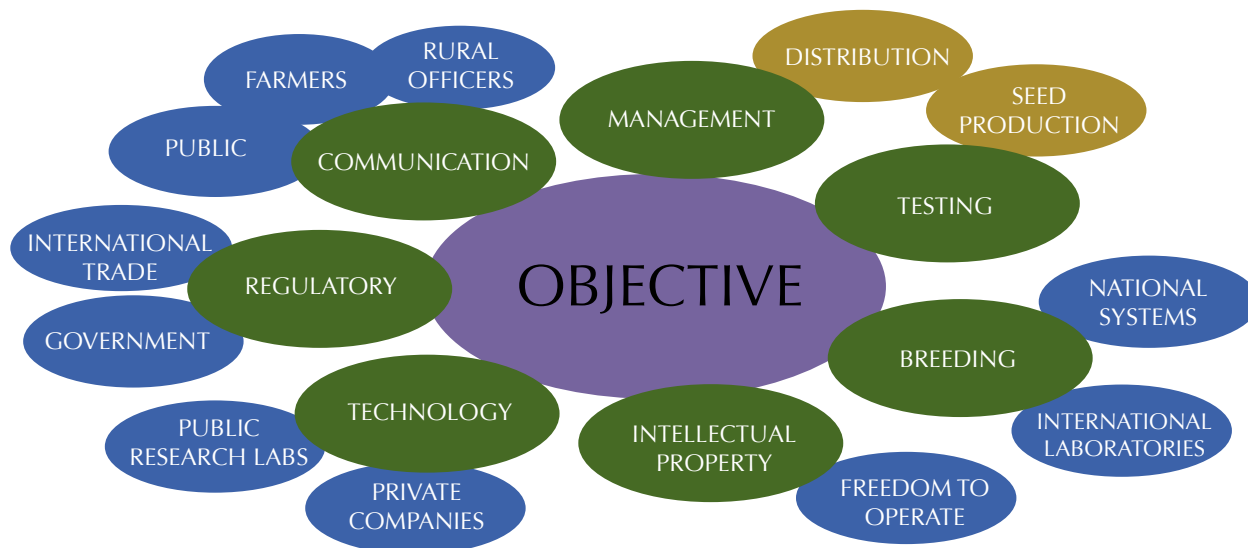 RURAL
OFFICERS
FARMERS
PUBLIC
COMMUNICATION
MANAGEMENT
DISTRIBUTION
SEED
PRODUCTION
TESTING
INTERNATIONAL
TRADE
REGULATORY
GOVERNMENT
OBJECTIVE
NATIONAL
SYSTEMS
BREEDING
INTERNATIONAL
LABORATORIES
TECHNOLOGY
PUBLIC
RESEARCH LABS
PRIVATE
COMPANIES
INTELLECTUAL
PROPERTY
FREEDOM TO
OPERATE